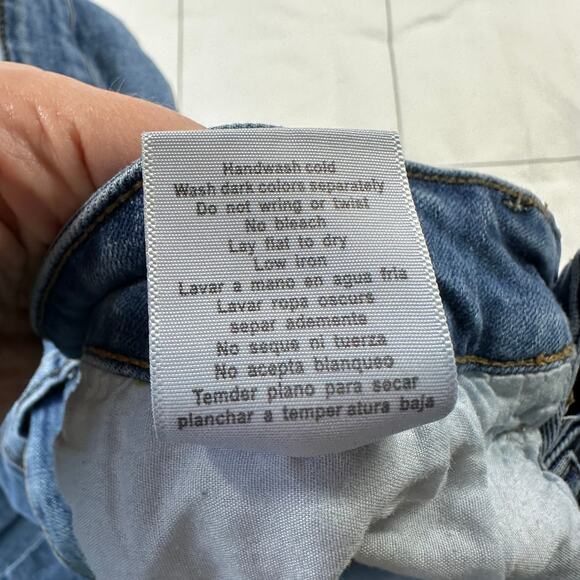 Handwash cold
Wash dark colors separately
Do not wring or twist
No bleach
Lay flat to dry
Low iron
Lavar a mano en agua fria
Lavar ropa oscurs
separ ademente
No seque ni tuerza
No acepta blanqueo
Temder plano para secar
planchar a temper atura baja